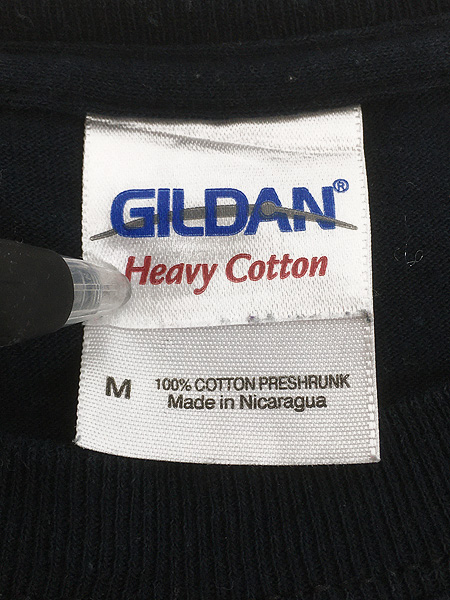 GILDAN®
Heavy Cotton
M 100% COTTON PRESHRUNK
Made in Nicaragua